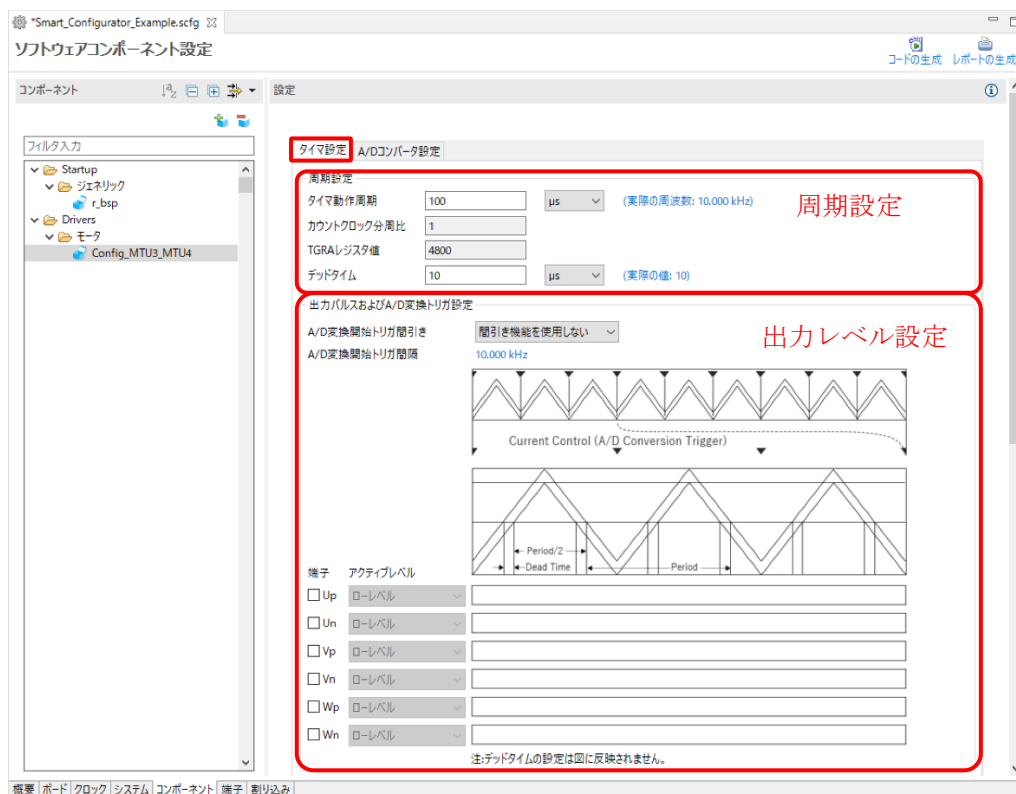 *Smart_Configurator_Example.scfg
ソフトウェアコンポーネント設定
コードの生成 レポートの生成
コンポーネント
設定
フィルタ入力
Startup
ジェネリック
r_bsp
Drivers
モータ
Config_MTU3_MTU4
タイマ設定 A/Dコンバータ設定
周期設定
タイマ動作周期 100 μs (実際の周波数: 10.000 kHz)
周期設定
カウントクロック分周比 1
TGRAレジスタ値 4800
デッドタイム 10 μs (実際の値: 10)
出力パルスおよびA/D変換トリガ設定
A/D変換開始トリガ間引き 間引き機能を使用しない
出力レベル設定
A/D変換開始トリガ間隔 10.000 kHz
Current Control (A/D Conversion Trigger)
Period/2
Dead Time Period
端子 アクティブレベル
Up ローレベル
Un ローレベル
Vp ローレベル
Vn ローレベル
Wp ローレベル
Wn ローレベル
注:デッドタイムの設定は図に反映されません。
概要 ボード クロック システム コンポーネント 端子 割り込み